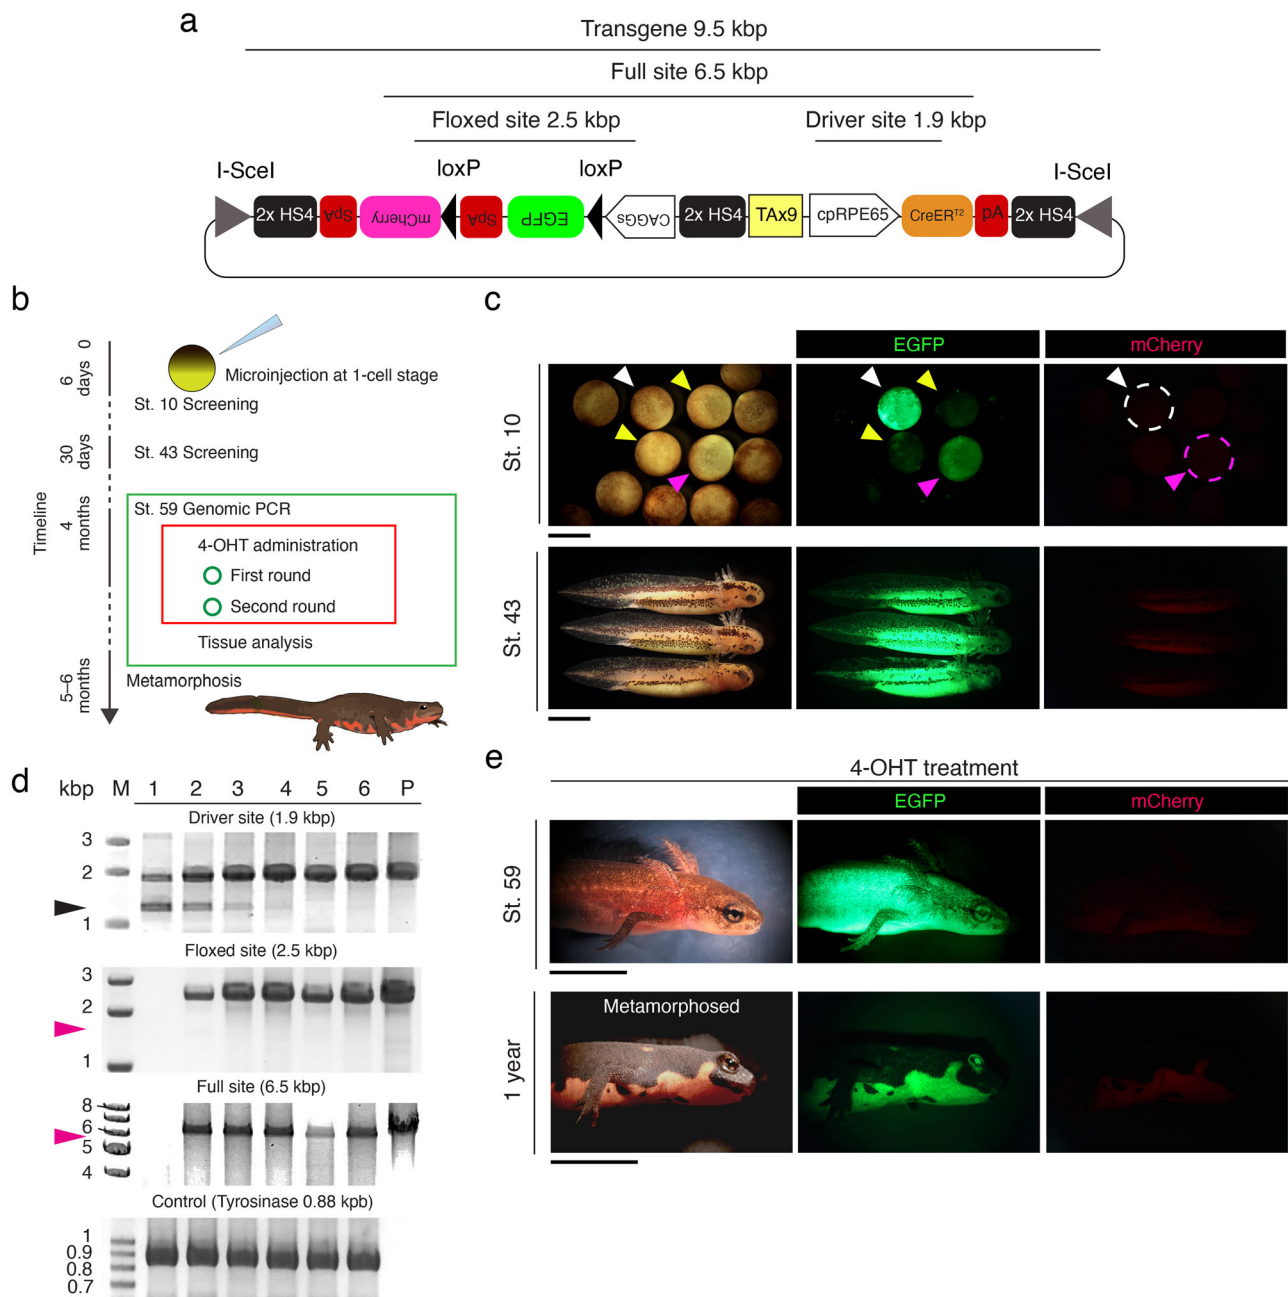 a
Transgene 9.5 kbp
Full site 6.5 kbp
Floxed site 2.5 kbp
Driver site 1.9 kbp
I-SceI
loxP
loxP
I-SceI
2x HS4
SpA
mCherry
SpA
EGFP
CAGGs
2x HS4
TAx9
cpRPE65
CreERT2
pA
2x HS4
b
Timeline
0
6 days
30 days
4 months
5–6 months
Microinjection at 1-cell stage
St. 10 Screening
St. 43 Screening
St. 59 Genomic PCR
4-OHT administration
First round
Second round
Tissue analysis
Metamorphosis
c
EGFP
mCherry
St. 10
St. 43
d
kbp M 1 2 3 4 5 6 P
Driver site (1.9 kbp)
3
2
1
Floxed site (2.5 kbp)
3
2
1
Full site (6.5 kbp)
8
6
5
4
Control (Tyrosinase 0.88 kpb)
1
0.9
0.8
0.7
e
4-OHT treatment
EGFP
mCherry
St. 59
1 year
Metamorphosed